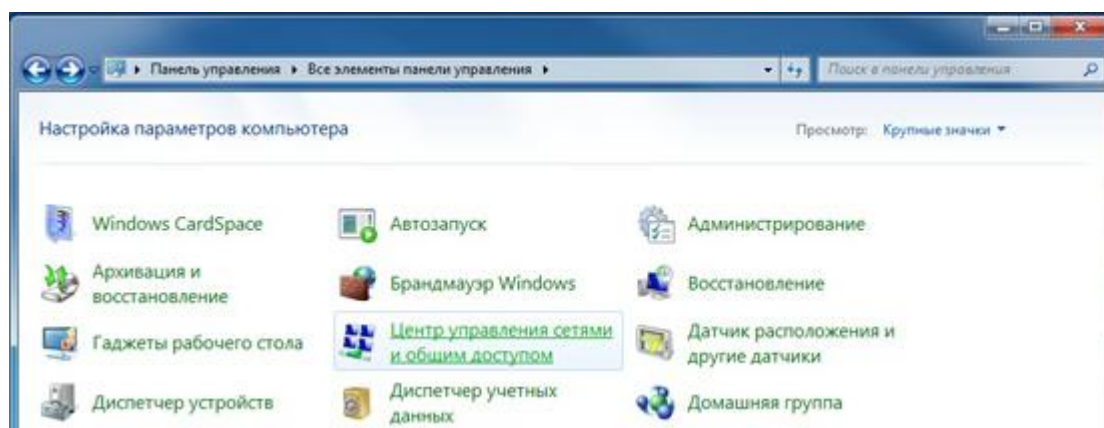 Панель управления ▸ Все элементы панели управления ▸
Поиск в панели управления
Настройка параметров компьютера
Просмотр: Крупные значки
Windows CardSpace
Автозапуск
Администрирование
Архивация и
восстановление
Брандмауэр Windows
Восстановление
Гаджеты рабочего стола
Центр управления сетями
и общим доступом
Датчик расположения и
другие датчики
Диспетчер устройств
Диспетчер учетных
данных
Домашняя группа